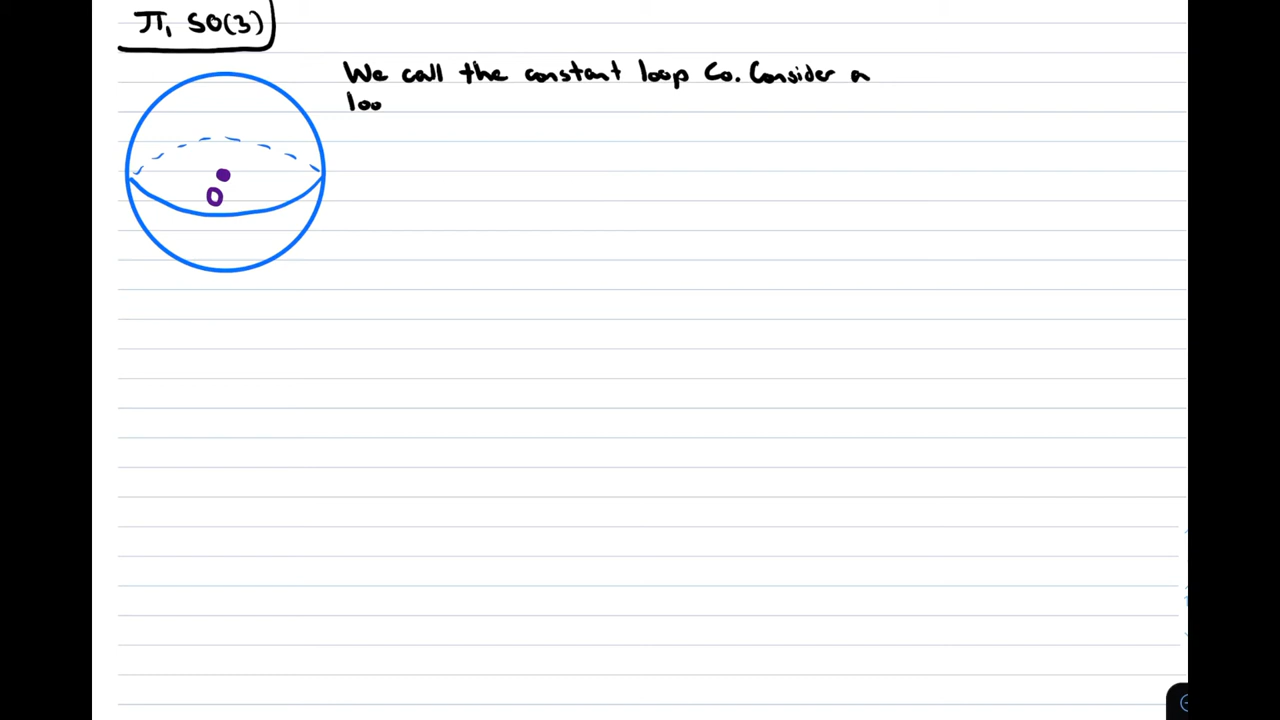 π₁ SO(3)
We call the constant loop C₀. Consider a
loo
0